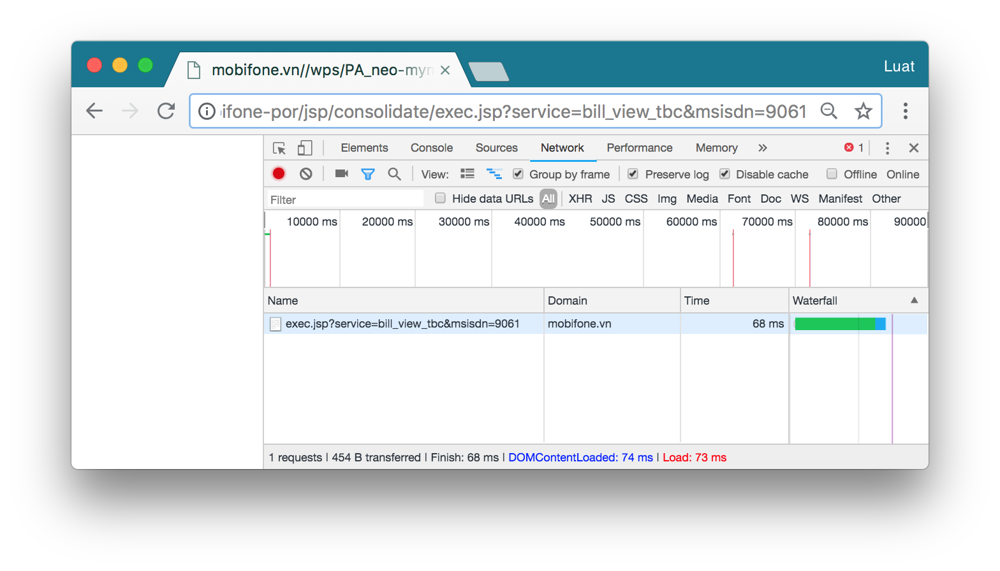 mobifone.vn//wps/PA_neo-myn
Luat
ifone-por/jsp/consolidate/exec.jsp?service=bill_view_tbc&msisdn=9061
Elements Console Sources Network Performance Memory » 1
View: Group by frame Preserve log Disable cache Offline Online
Filter Hide data URLs All XHR JS CSS Img Media Font Doc WS Manifest Other
10000 ms 20000 ms 30000 ms 40000 ms 50000 ms 60000 ms 70000 ms 80000 ms 90000
Name Domain Time Waterfall
exec.jsp?service=bill_view_tbc&msisdn=9061 mobifone.vn 68 ms
1 requests | 454 B transferred | Finish: 68 ms | DOMContentLoaded: 74 ms | Load: 73 ms